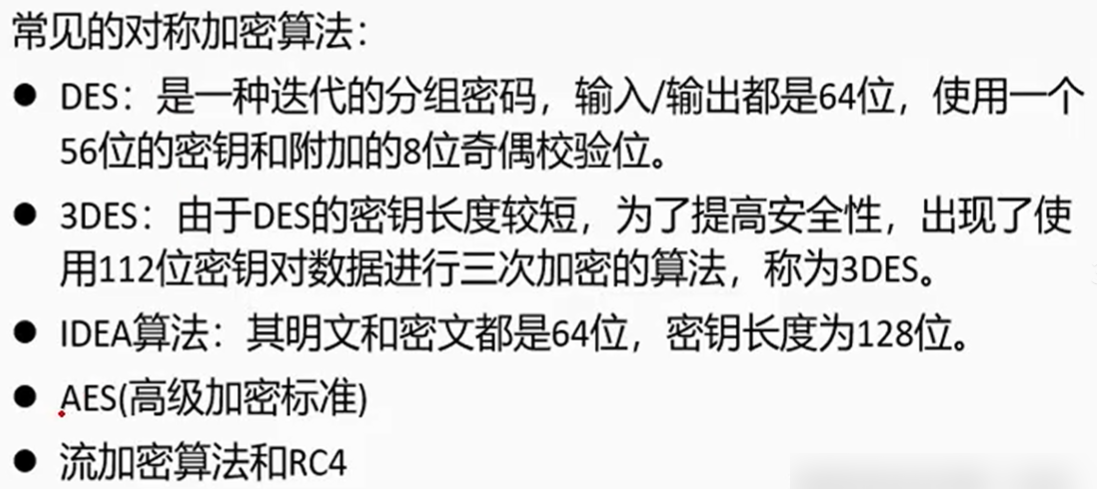 常见的对称加密算法：
● DES：是一种迭代的分组密码，输入/输出都是64位，使用一个
56位的密钥和附加的8位奇偶校验位。
● 3DES：由于DES的密钥长度较短，为了提高安全性，出现了使
用112位密钥对数据进行三次加密的算法，称为3DES。
● IDEA算法：其明文和密文都是64位，密钥长度为128位。
● AES(高级加密标准)
● 流加密算法和RC4